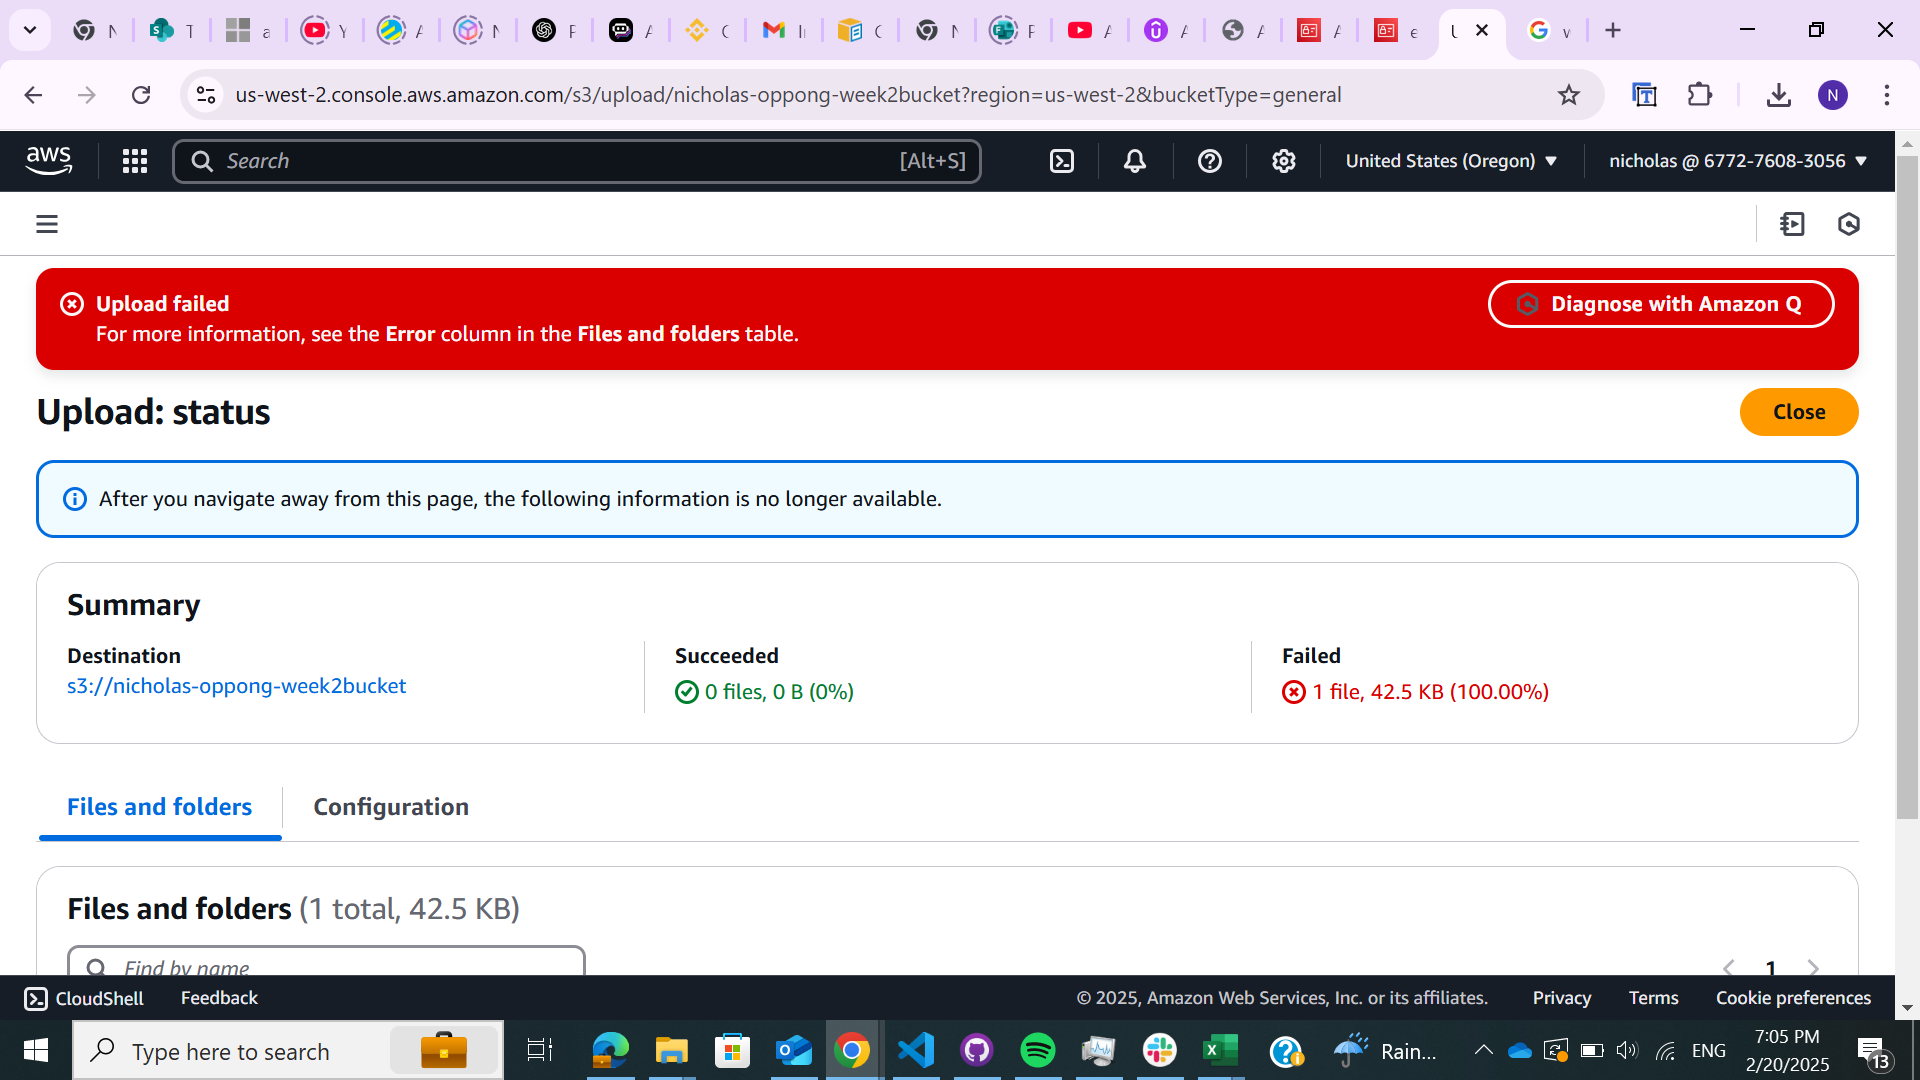 us-west-2.console.aws.amazon.com/s3/upload/nicholas-oppong-week2bucket?region=us-west-2&bucketType=general
N
aws
Search
[Alt+S]
United States (Oregon)
nicholas @ 6772-7608-3056
Upload failed
Diagnose with Amazon Q
For more information, see the Error column in the Files and folders table.
Upload: status
Close
After you navigate away from this page, the following information is no longer available.
Summary
Destination
s3://nicholas-oppong-week2bucket
Succeeded
0 files, 0 B (0%)
Failed
1 file, 42.5 KB (100.00%)
Files and folders
Configuration
Files and folders (1 total, 42.5 KB)
Find by name
1
CloudShell
Feedback
© 2025, Amazon Web Services, Inc. or its affiliates.
Privacy
Terms
Cookie preferences
Type here to search
Rain...
ENG
7:05 PM
2/20/2025
13